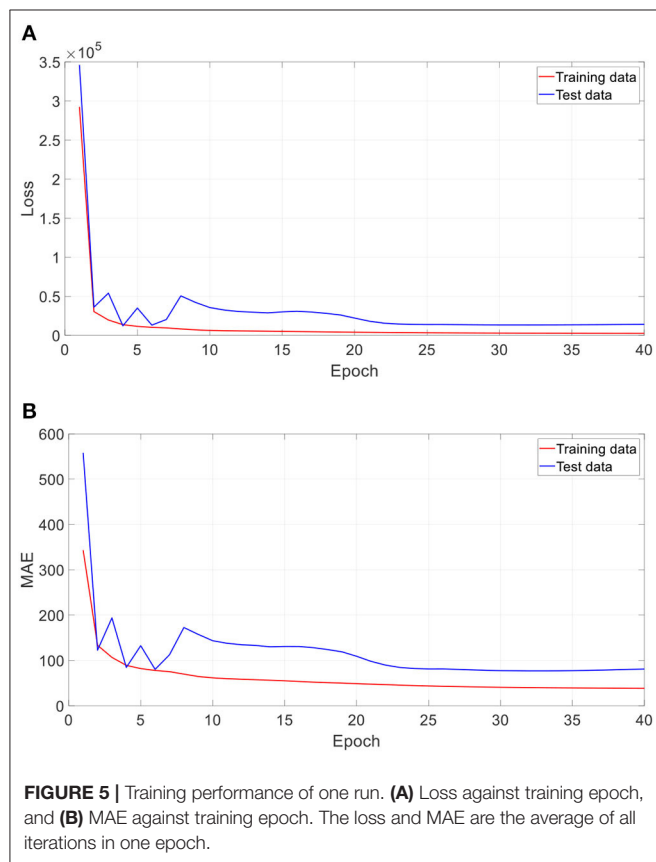 A
×10⁵
3.5
3
2.5
2
1.5
1
0.5
0
Loss
Training data
Test data
0 5 10 15 20 25 30 35 40
Epoch
B
600
500
400
300
200
100
0
MAE
Training data
Test data
0 5 10 15 20 25 30 35 40
Epoch
FIGURE 5 | Training performance of one run. (A) Loss against training epoch,
and (B) MAE against training epoch. The loss and MAE are the average of all
iterations in one epoch.